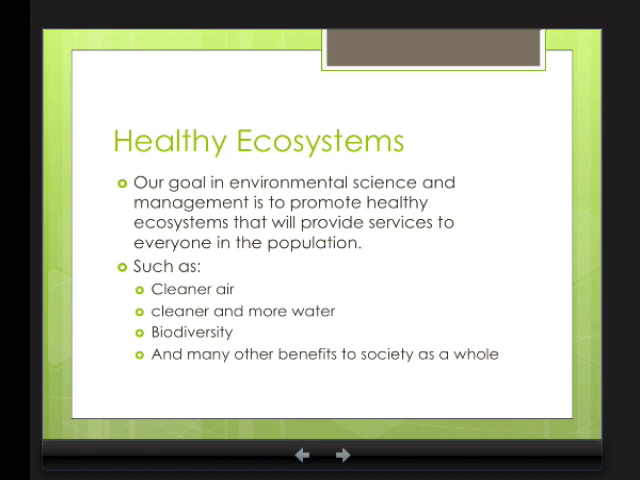 Healthy Ecosystems
Our goal in environmental science and
management is to promote healthy
ecosystems that will provide services to
everyone in the population.
Such as:
Cleaner air
cleaner and more water
Biodiversity
And many other benefits to society as a whole